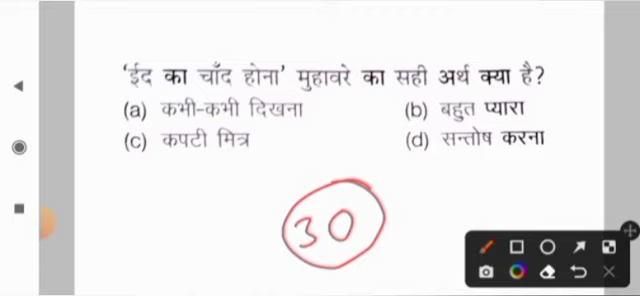 'ईद का चाँद होना' मुहावरे का सही अर्थ क्या है?
(a) कभी-कभी दिखना (b) बहुत प्यारा
(c) कपटी मित्र (d) सन्तोष करना
30